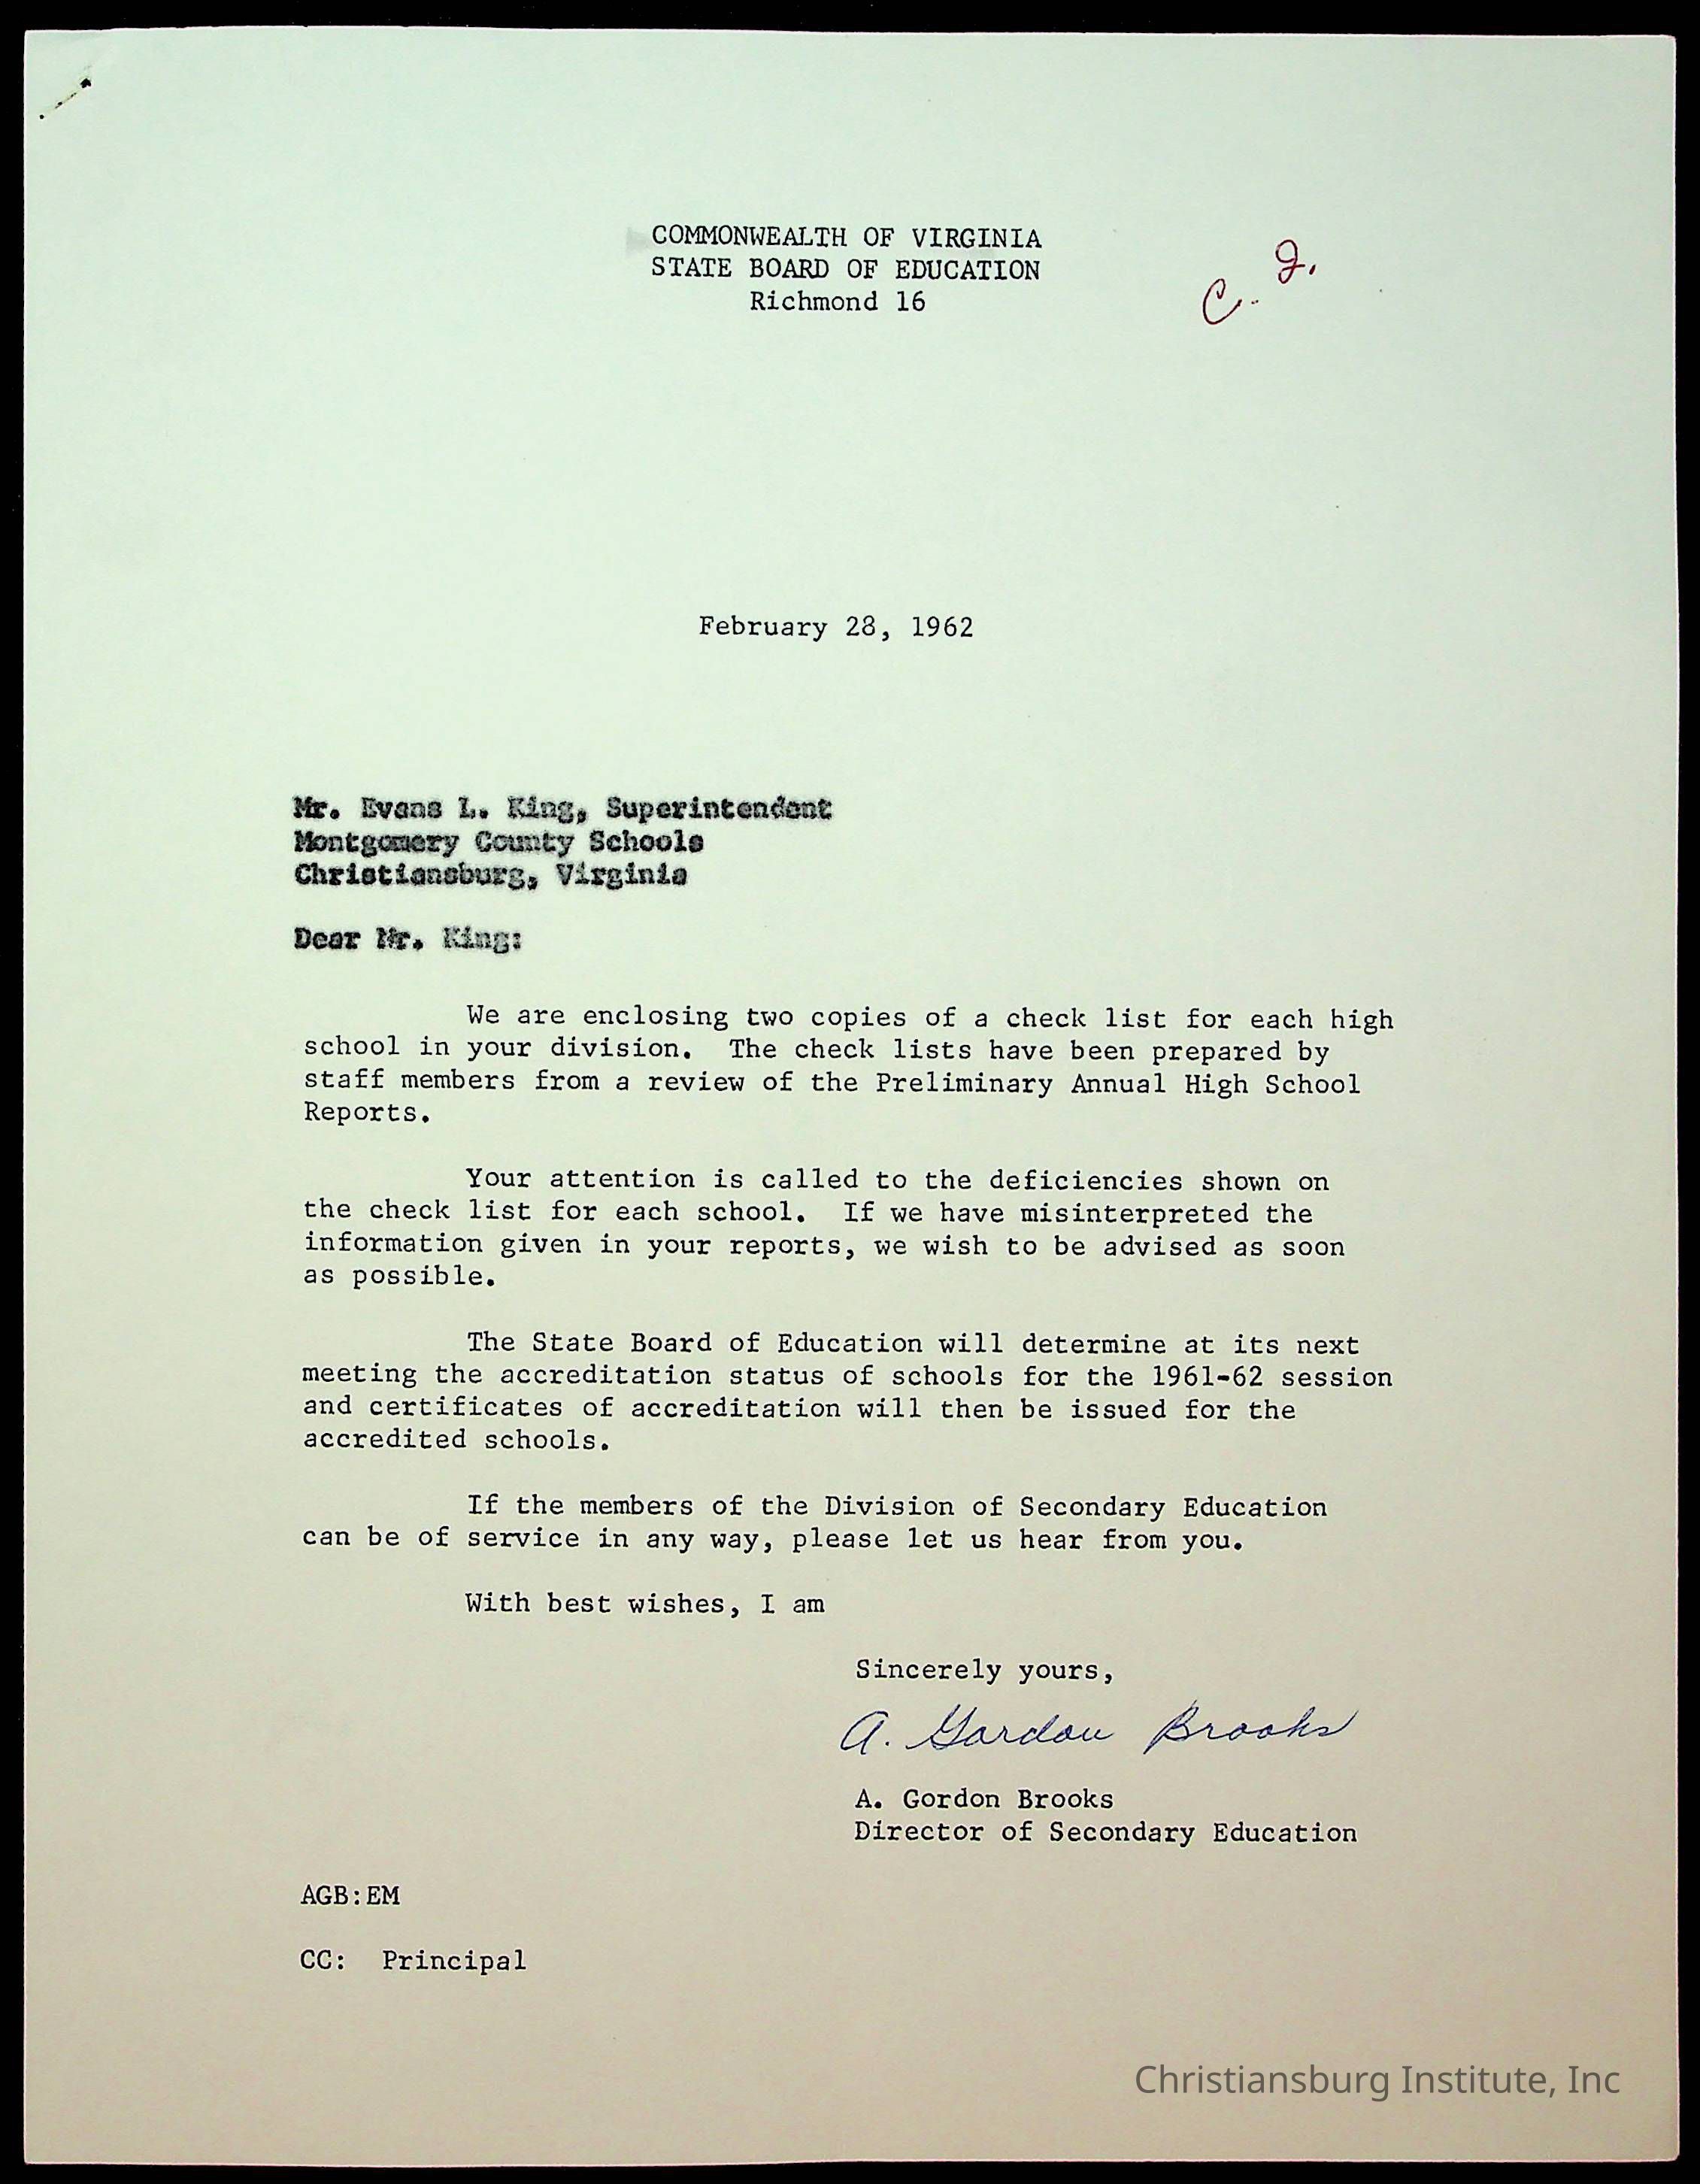 COMMONWEALTH OF VIRGINIA
STATE BOARD OF EDUCATION
Richmond 16
C. I.
February 28, 1962
Mr. Evans L. King, Superintendent
Montgomery County Schools
Christiansburg, Virginia
Dear Mr. King:
We are enclosing two copies of a check list for each high
school in your division. The check lists have been prepared by
staff members from a review of the Preliminary Annual High School
Reports.
Your attention is called to the deficiencies shown on
the check list for each school. If we have misinterpreted the
information given in your reports, we wish to be advised as soon
as possible.
The State Board of Education will determine at its next
meeting the accreditation status of schools for the 1961-62 session
and certificates of accreditation will then be issued for the
accredited schools.
If the members of the Division of Secondary Education
can be of service in any way, please let us hear from you.
With best wishes, I am
Sincerely yours,
A. Gordon Brooks
A. Gordon Brooks
Director of Secondary Education
AGB:EM
CC: Principal
Christiansburg Institute, Inc